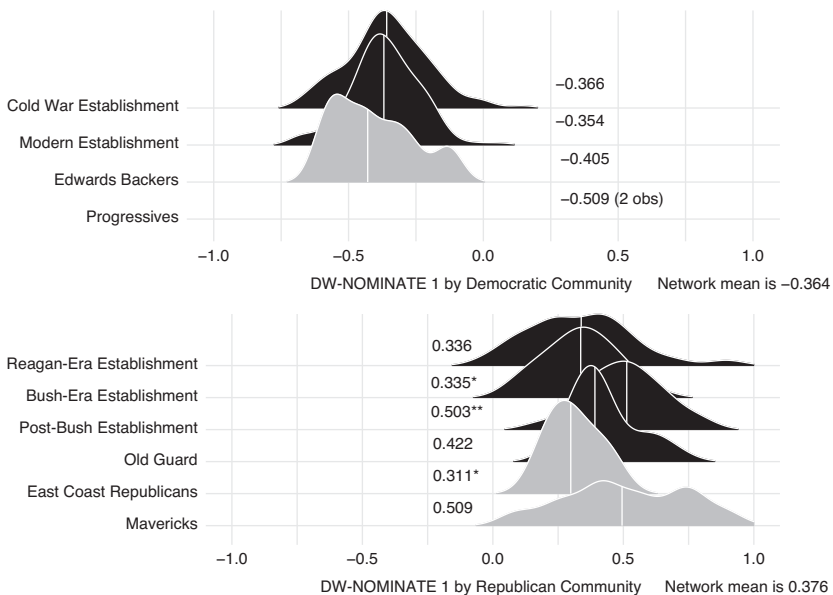 −0.366
Cold War Establishment
−0.354
Modern Establishment
−0.405
Edwards Backers
−0.509 (2 obs)
Progressives
−1.0 −0.5 0.0 0.5 1.0
DW-NOMINATE 1 by Democratic Community Network mean is −0.364
0.336
Reagan-Era Establishment
0.335*
Bush-Era Establishment
0.503**
Post-Bush Establishment
0.422
Old Guard
0.311*
East Coast Republicans
0.509
Mavericks
−1.0 −0.5 0.0 0.5 1.0
DW-NOMINATE 1 by Republican Community Network mean is 0.376